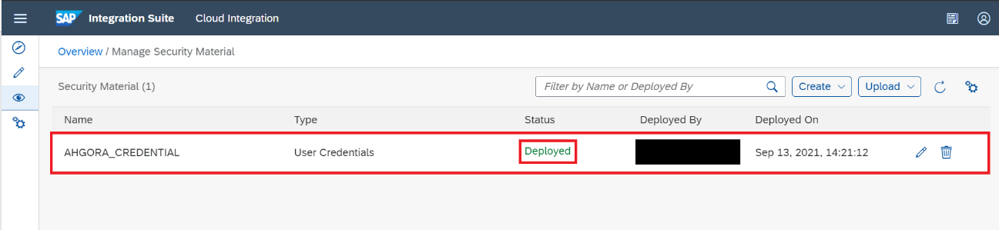 SAP Integration Suite Cloud Integration
Overview / Manage Security Material
Security Material (1) Filter by Name or Deployed By Create Upload
Name Type Status Deployed By Deployed On
AHGORA_CREDENTIAL User Credentials Deployed Sep 13, 2021, 14:21:12